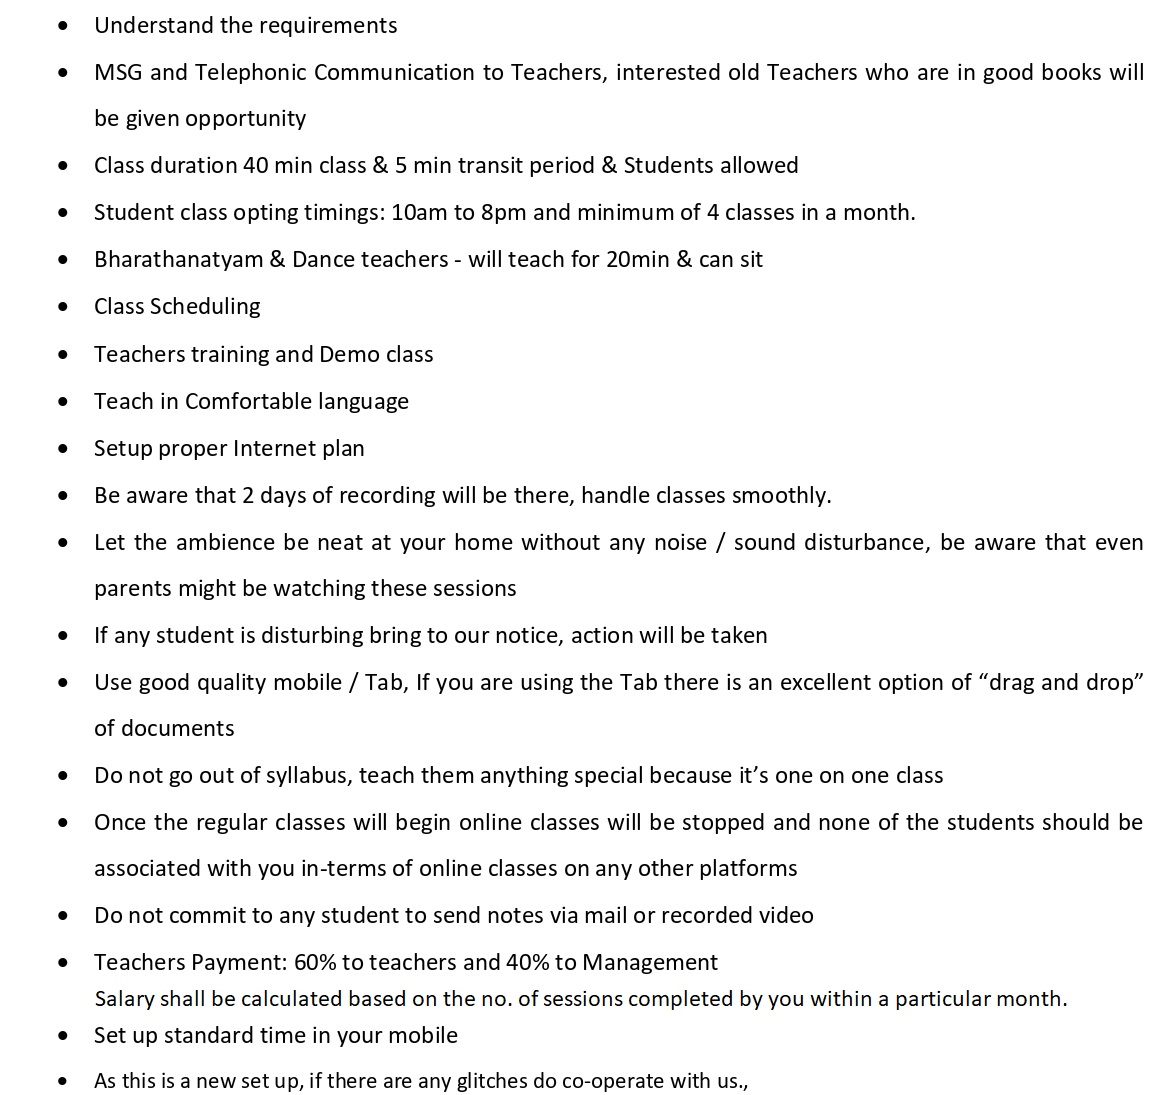 • Understand the requirements
• MSG and Telephonic Communication to Teachers, interested old Teachers who are in good books will
be given opportunity
• Class duration 40 min class & 5 min transit period & Students allowed
• Student class opting timings: 10am to 8pm and minimum of 4 classes in a month.
• Bharathanatyam & Dance teachers - will teach for 20min & can sit
• Class Scheduling
• Teachers training and Demo class
• Teach in Comfortable language
• Setup proper Internet plan
• Be aware that 2 days of recording will be there, handle classes smoothly.
• Let the ambience be neat at your home without any noise / sound disturbance, be aware that even
parents might be watching these sessions
• If any student is disturbing bring to our notice, action will be taken
• Use good quality mobile / Tab, If you are using the Tab there is an excellent option of “drag and drop”
of documents
• Do not go out of syllabus, teach them anything special because it’s one on one class
• Once the regular classes will begin online classes will be stopped and none of the students should be
associated with you in-terms of online classes on any other platforms
• Do not commit to any student to send notes via mail or recorded video
• Teachers Payment: 60% to teachers and 40% to Management
Salary shall be calculated based on the no. of sessions completed by you within a particular month.
• Set up standard time in your mobile
• As this is a new set up, if there are any glitches do co-operate with us.,